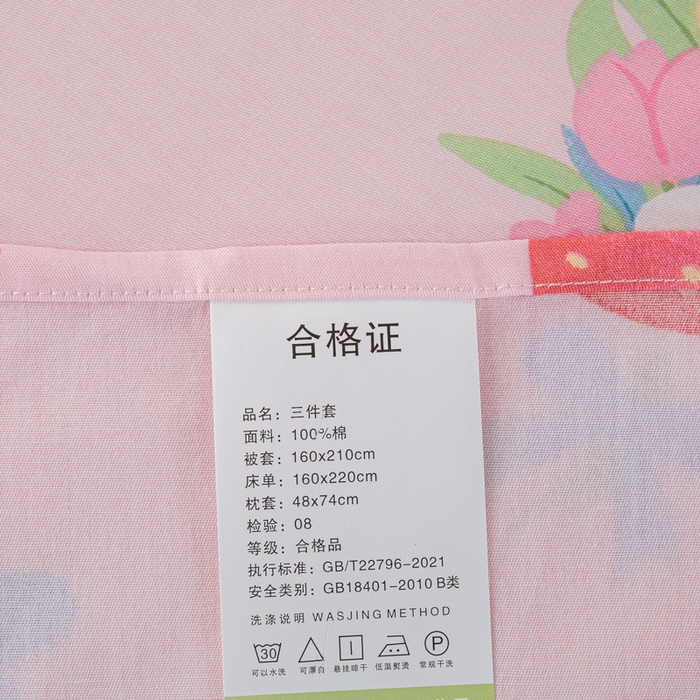 合格证
品名：三件套
面料：100%棉
被套：160x210cm
床单：160x220cm
枕套：48x74cm
检验：08
等级：合格品
执行标准：GB/T22796-2021
安全类别：GB18401-2010 B类
洗涤说明 WASJING METHOD
30 P
可以水洗 可漂白 悬挂晾干 低温熨烫 常规干洗